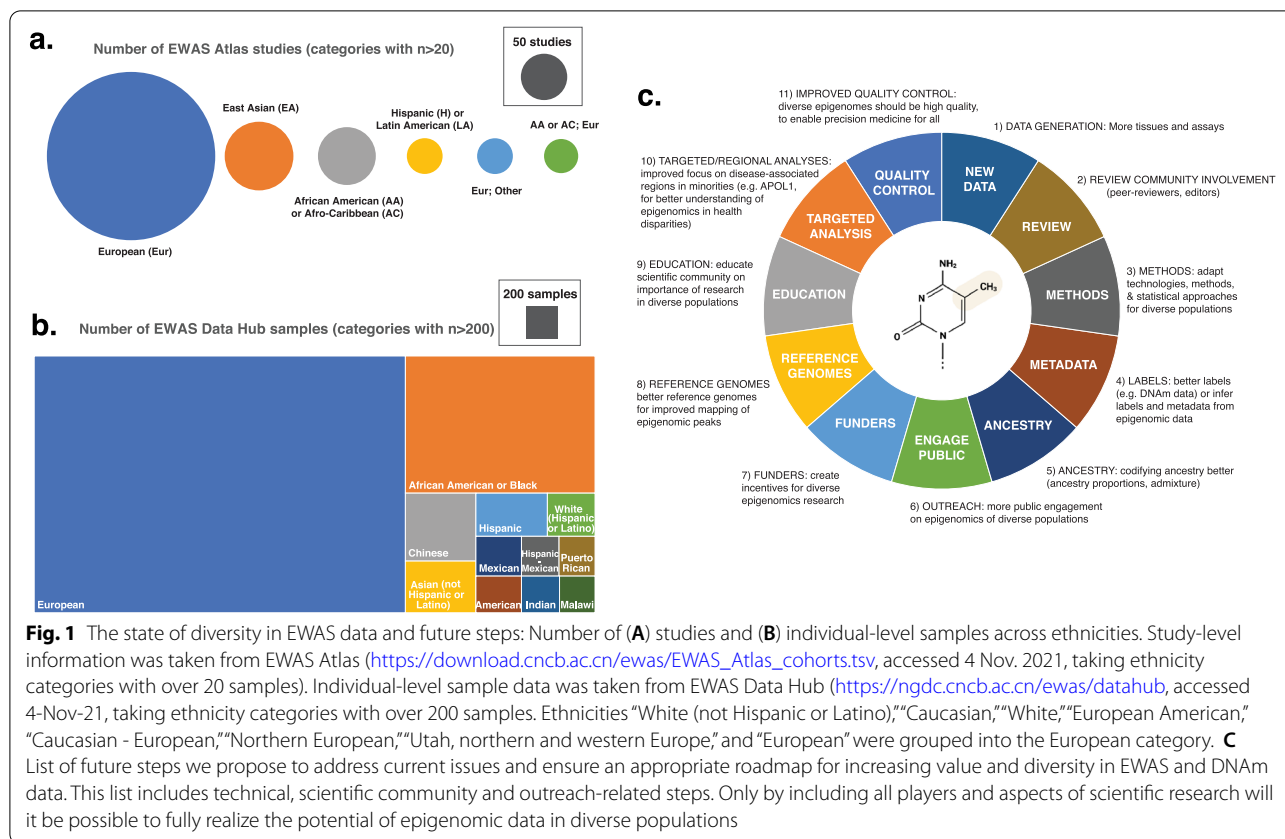 a.
Number of EWAS Atlas studies (categories with n>20)
50 studies
East Asian (EA)
Hispanic (H) or
Latin American (LA)
AA or AC; Eur
African American (AA)
or Afro-Caribbean (AC)
Eur; Other
European (Eur)
b.
Number of EWAS Data Hub samples (categories with n>200)
200 samples
European
African American or Black
Chinese
Asian (not
Hispanic or
Latino)
Hispanic
White
(Hispanic
or Latino)
Mexican
Hispanic
-
Mexican
Puerto
Rican
American
Indian
Malawi
c.
11) IMPROVED QUALITY CONTROL:
diverse epigenomes should be high quality,
to enable precision medicine for all
1) DATA GENERATION: More tissues and assays
2) REVIEW COMMUNITY INVOLVEMENT
(peer-reviewers, editors)
3) METHODS: adapt
technologies, methods,
& statistical approaches
for diverse populations
4) LABELS: better labels
(e.g. DNAm data) or infer
labels and metadata from
epigenomic data
5) ANCESTRY: codifying ancestry better
(ancestry proportions, admixture)
6) OUTREACH: more public engagement
on epigenomics of diverse populations
7) FUNDERS: create
incentives for diverse
epigenomics research
8) REFERENCE GENOMES
better reference genomes
for improved mapping of
epigenomic peaks
9) EDUCATION: educate
scientific community on
importance of research
in diverse populations
10) TARGETED/REGIONAL ANALYSES:
improved focus on disease-associated
regions in minorities (e.g. APOL1,
for better understanding of
epigenomics in health
disparities)
QUALITY
CONTROL
NEW
DATA
REVIEW
METHODS
METADATA
ANCESTRY
ENGAGE
PUBLIC
FUNDERS
REFERENCE
GENOMES
EDUCATION
TARGETED
ANALYSIS
NH₂
CH₃
N
O
N
Fig. 1 The state of diversity in EWAS data and future steps: Number of (A) studies and (B) individual-level samples across ethnicities. Study-level
information was taken from EWAS Atlas (https://download.cncb.ac.cn/ewas/EWAS_Atlas_cohorts.tsv, accessed 4 Nov. 2021, taking ethnicity
categories with over 20 samples). Individual-level sample data was taken from EWAS Data Hub (https://ngdc.cncb.ac.cn/ewas/datahub, accessed
4-Nov-21, taking ethnicity categories with over 200 samples. Ethnicities “White (not Hispanic or Latino),” “Caucasian,” “White,” “European American,”
“Caucasian - European,” “Northern European,” “Utah, northern and western Europe,” and “European” were grouped into the European category. C
List of future steps we propose to address current issues and ensure an appropriate roadmap for increasing value and diversity in EWAS and DNAm
data. This list includes technical, scientific community and outreach-related steps. Only by including all players and aspects of scientific research will
it be possible to fully realize the potential of epigenomic data in diverse populations